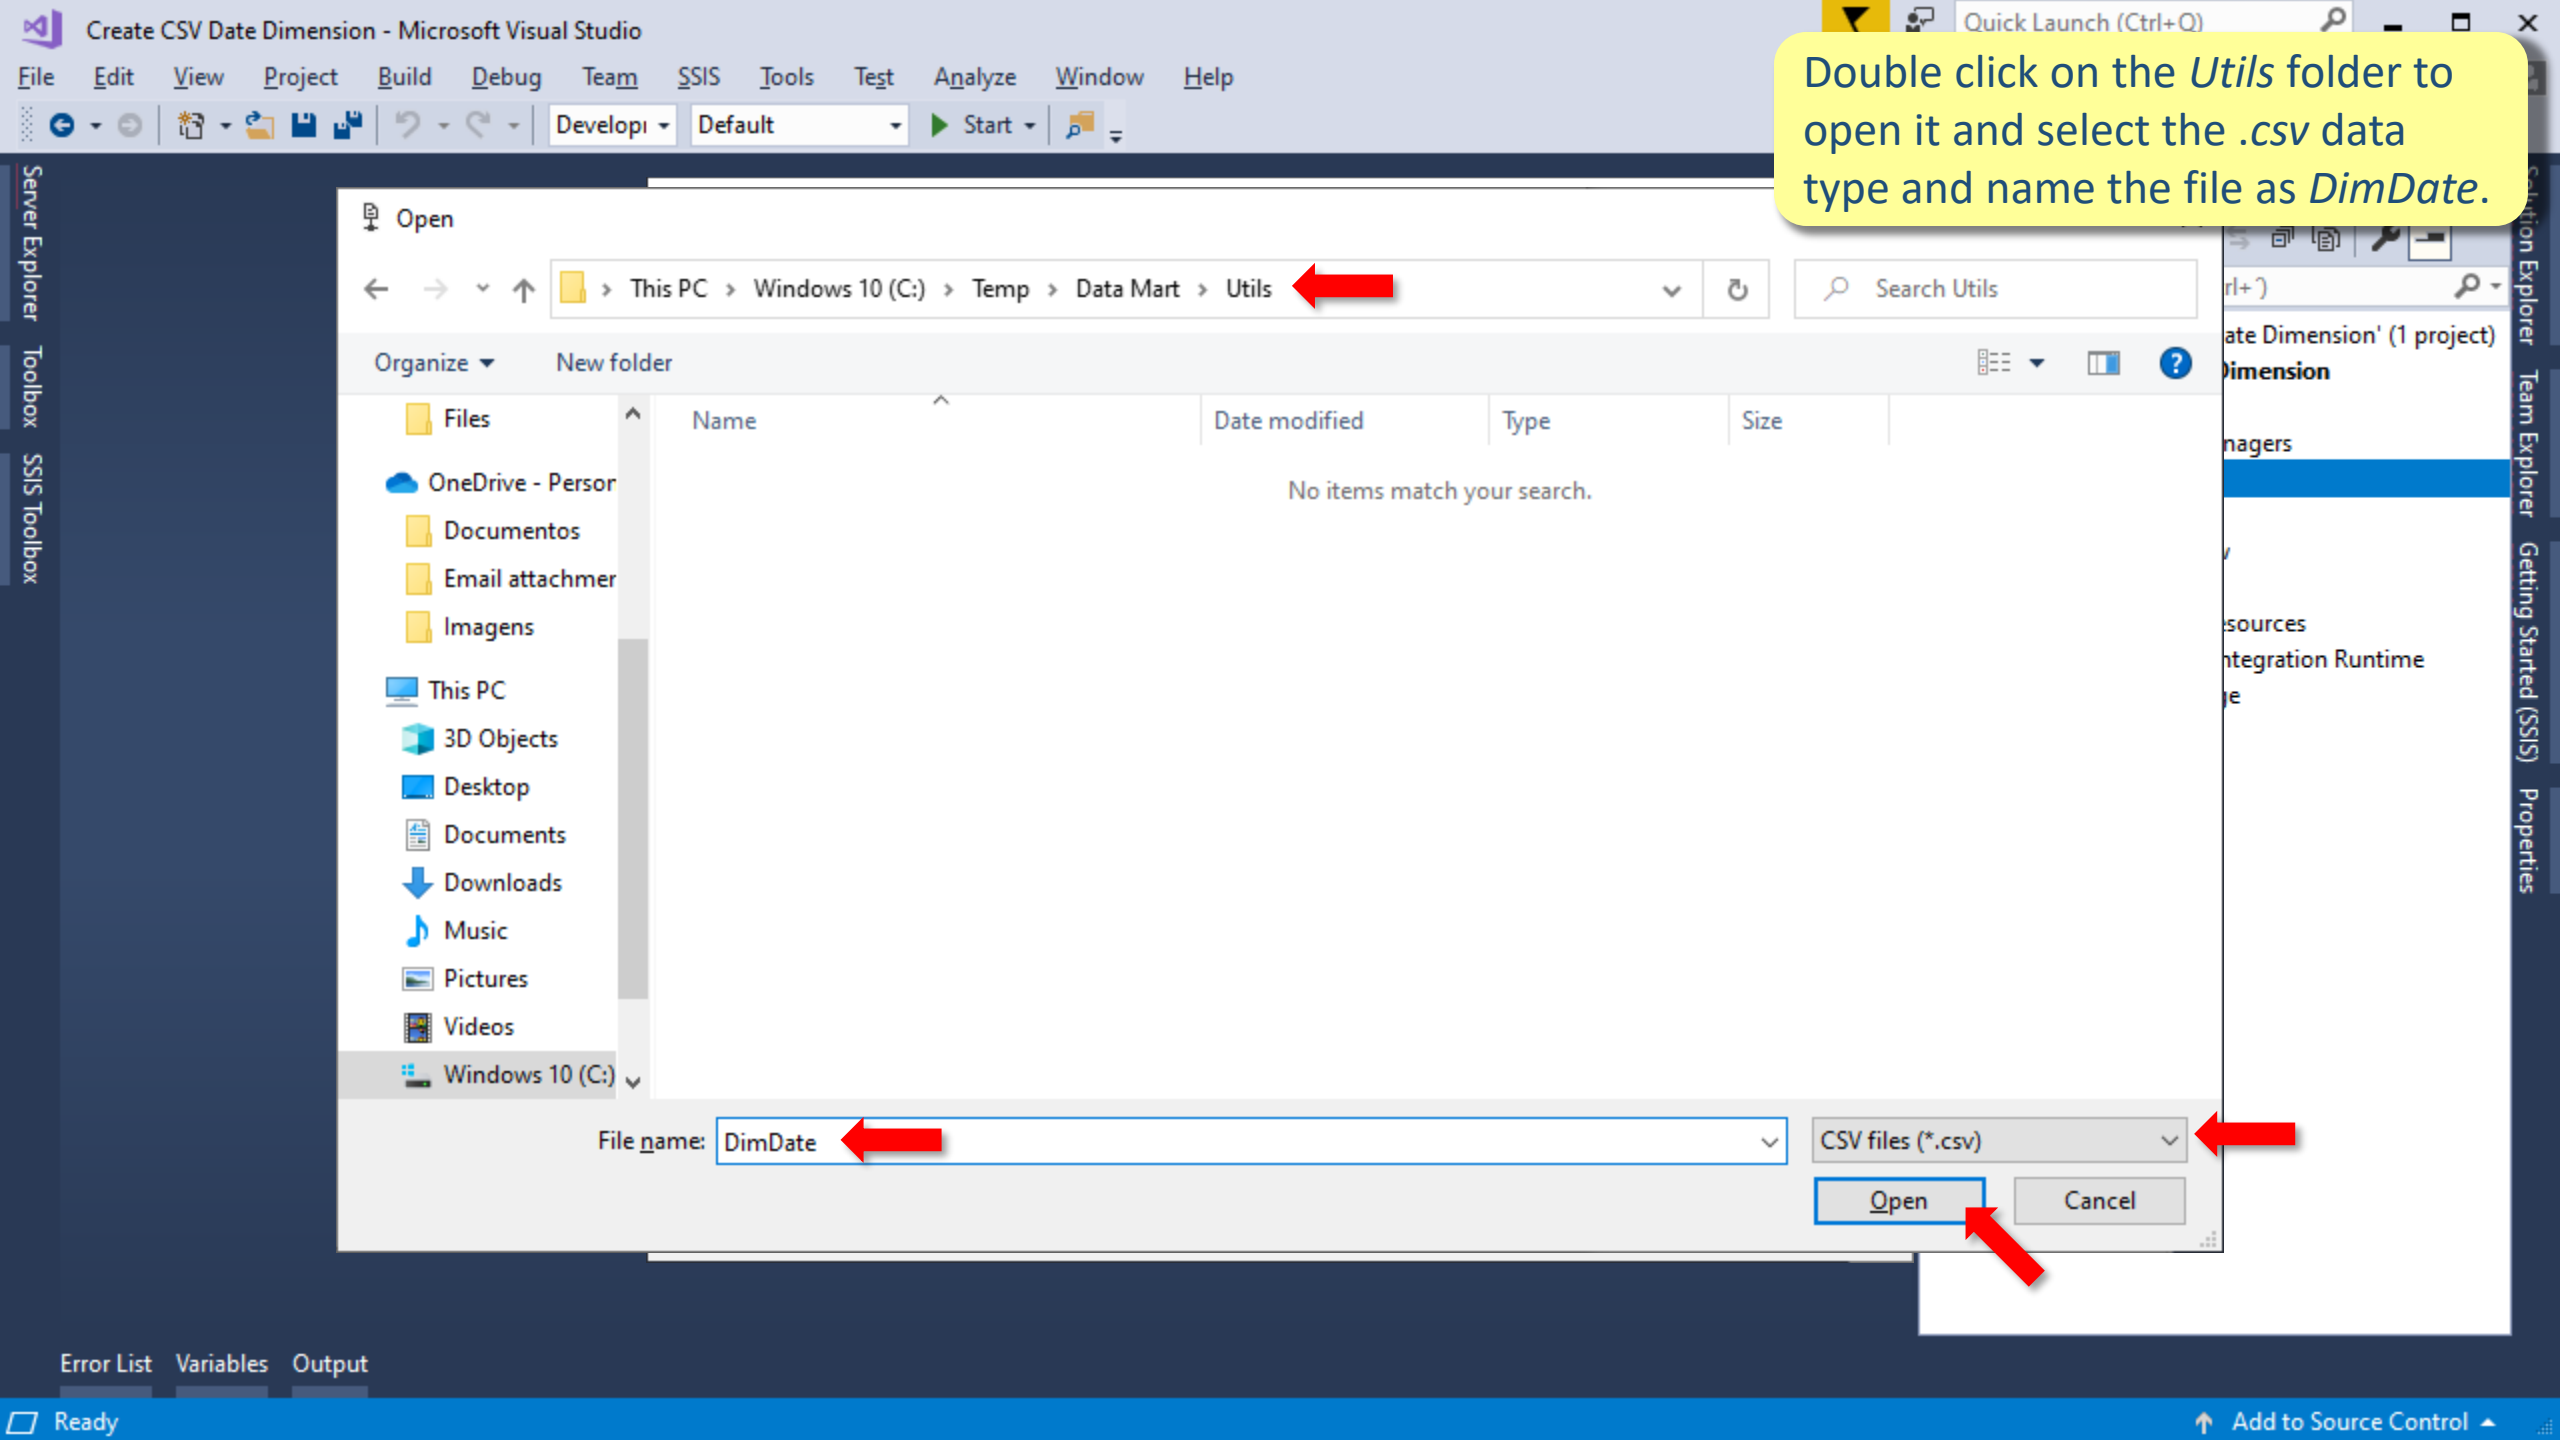 Create CSV Date Dimension - Microsoft Visual Studio
Quick Launch (Ctrl+Q)
File Edit View Project Build Debug Team SSIS Tools Test Analyze Window Help
Double click on the Utils folder to
open it and select the .csv data
type and name the file as DimDate.
Default
Start
Server Explorer
Toolbox
SSIS Toolbox
Open
This PC > Windows 10 (C:) > Temp > Data Mart > Utils
Search Utils
Organize
New folder
Name
Date modified
Type
Size
No items match your search.
Files
OneDrive - Person
Documentos
Email attachmen
Imagens
This PC
3D Objects
Desktop
Documents
Downloads
Music
Pictures
Videos
Windows 10 (C:)
File name: DimDate
CSV files (*.csv)
Open
Cancel
ate Dimension' (1 project)
Dimension
nagers
sources
ntegration Runtime
Solution Explorer
Team Explorer
Getting Started (SSIS)
Properties
Error List Variables Output
Ready
Add to Source Control